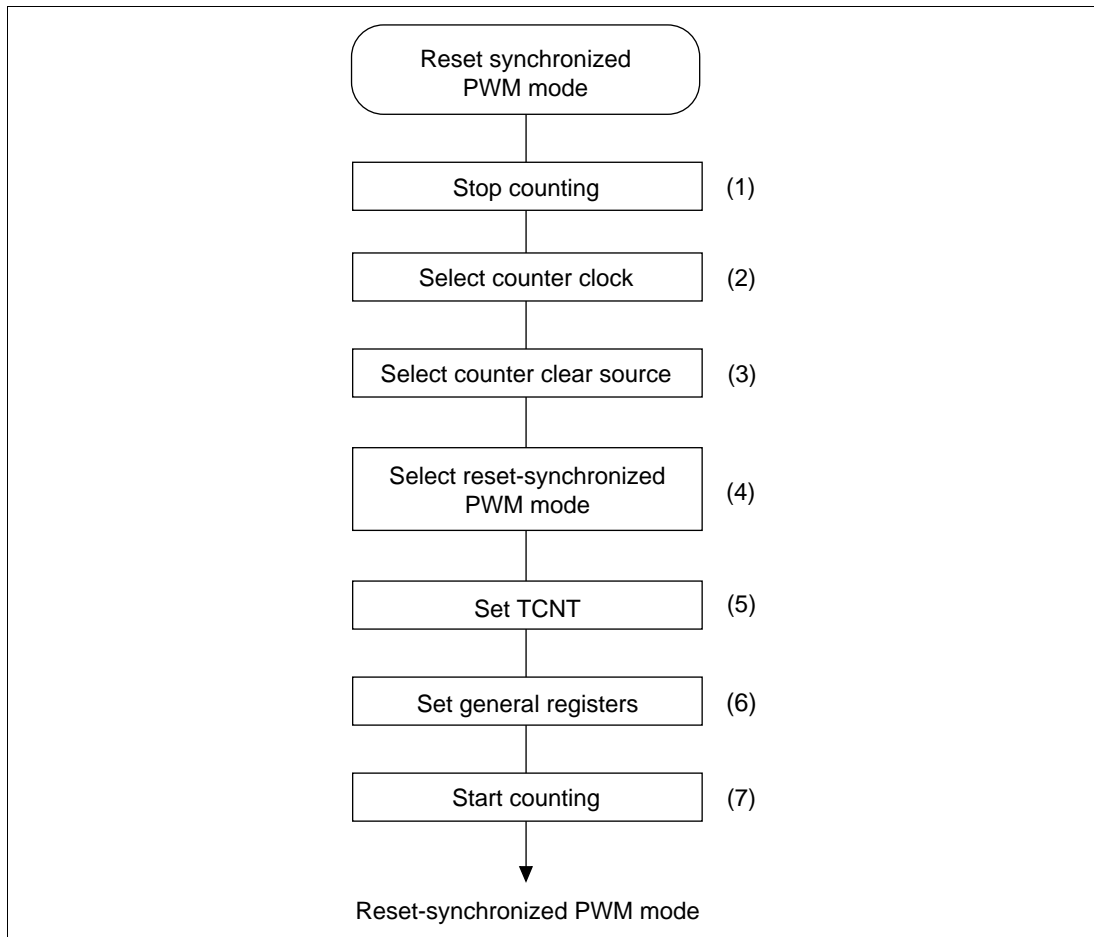 Reset synchronized
PWM mode
Stop counting (1)
Select counter clock (2)
Select counter clear source (3)
Select reset-synchronized
PWM mode (4)
Set TCNT (5)
Set general registers (6)
Start counting (7)
Reset-synchronized PWM mode